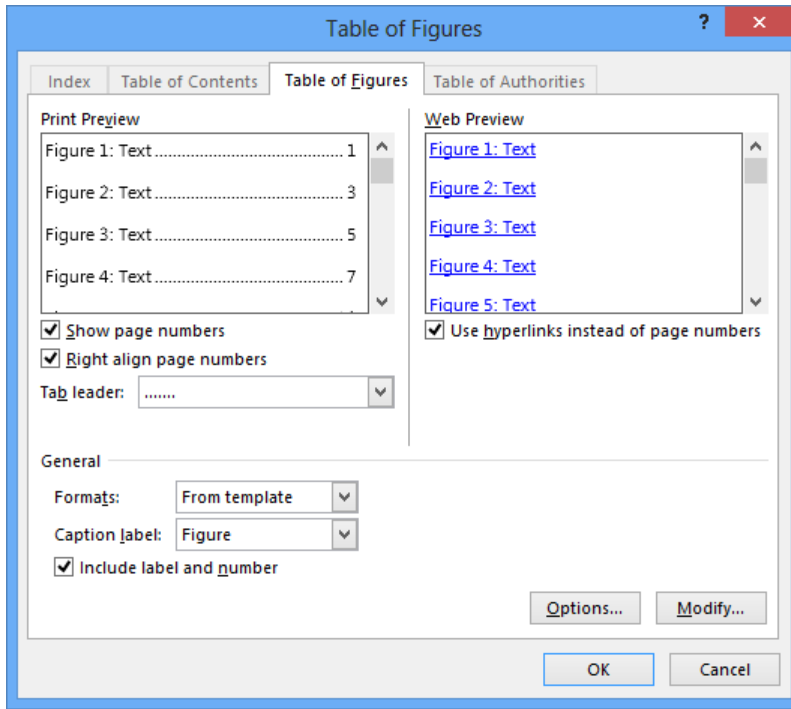 Table of Figures
? ×
Index Table of Contents Table of Figures Table of Authorities
Print Preview
Figure 1: Text ..................................... 1
Figure 2: Text ..................................... 3
Figure 3: Text ..................................... 5
Figure 4: Text ..................................... 7
Show page numbers
Right align page numbers
Tab leader: .......
Web Preview
Figure 1: Text
Figure 2: Text
Figure 3: Text
Figure 4: Text
Figure 5: Text
Use hyperlinks instead of page numbers
General
Formats: From template
Caption label: Figure
Include label and number
Options... Modify...
OK Cancel